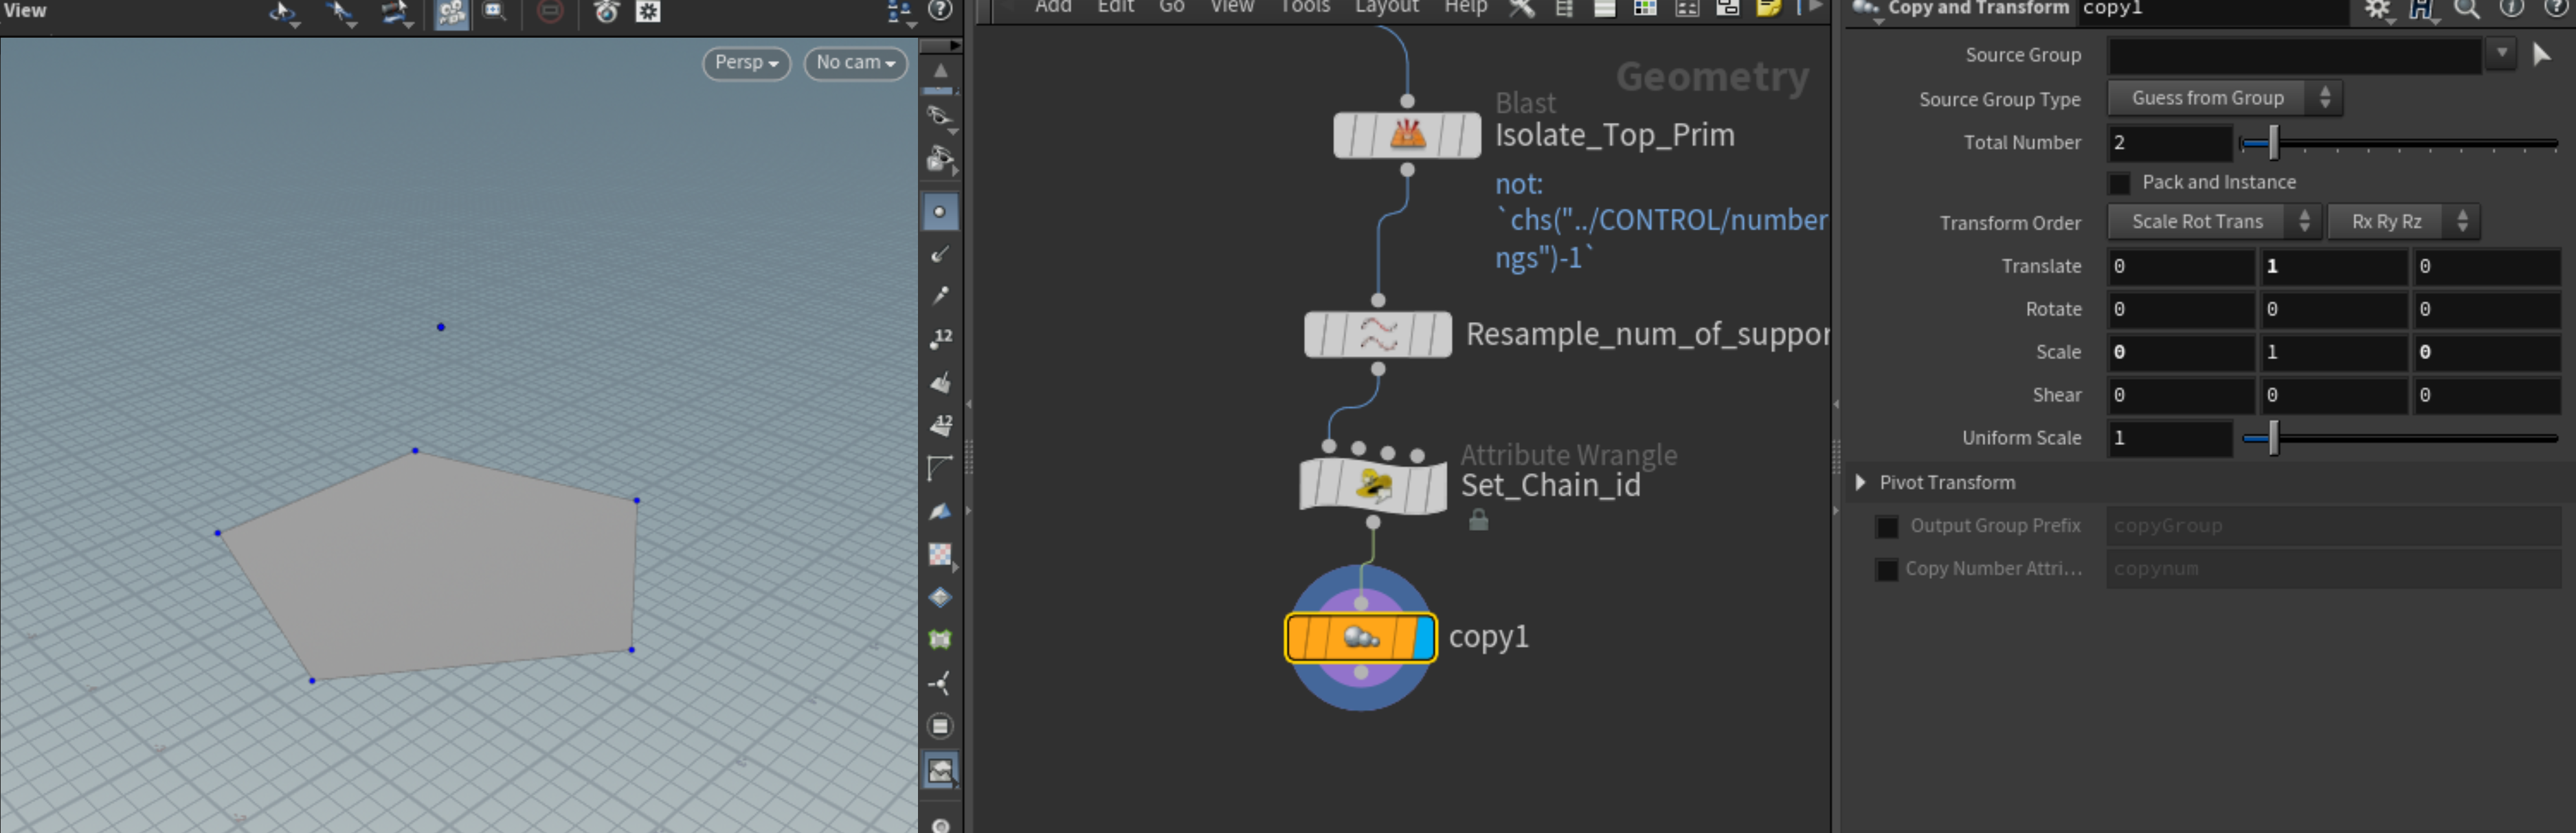 View
Persp
No cam
12
12
Add Edit Go View Tools Layout Help
Geometry
Blast
Isolate_Top_Prim
not:
`chs("../CONTROL/number
ngs")-1`
Resample_num_of_suppor
Attribute Wrangle
Set_Chain_id
copy1
Copy and Transform copy1
Source Group
Source Group Type Guess from Group
Total Number 2
Pack and Instance
Transform Order Scale Rot Trans Rx Ry Rz
Translate 0 1 0
Rotate 0 0 0
Scale 0 1 0
Shear 0 0 0
Uniform Scale 1
Pivot Transform
Output Group Prefix copyGroup
Copy Number Attri... copynum